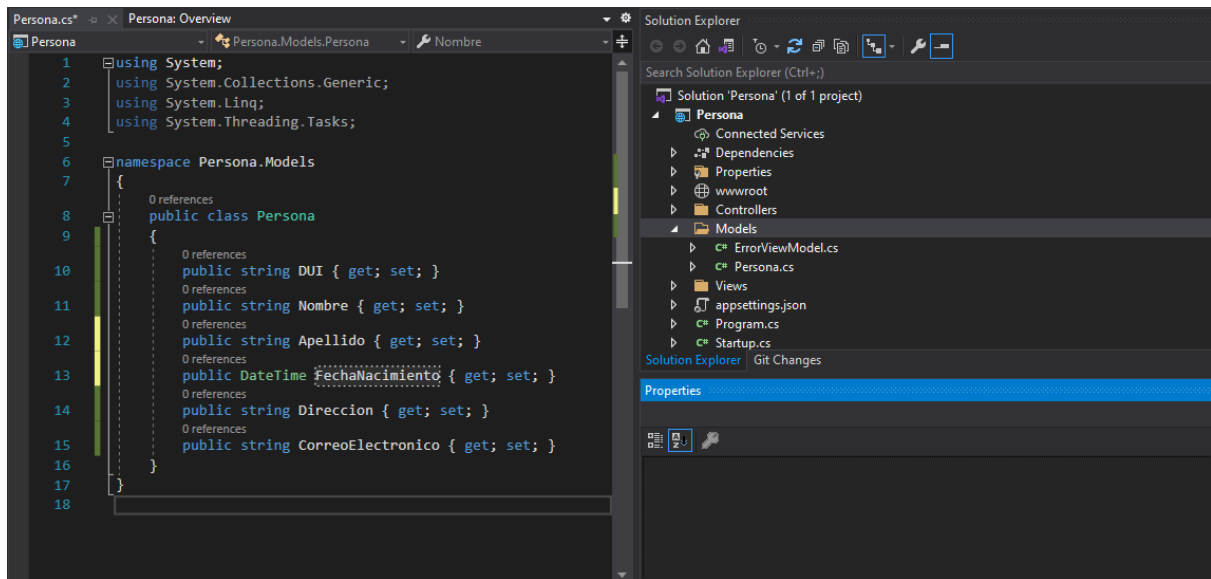 Persona.cs*
Persona: Overview
Persona
Persona.Models.Persona
Nombre
1 using System;
2 using System.Collections.Generic;
3 using System.Linq;
4 using System.Threading.Tasks;
5
6 namespace Persona.Models
7 {
0 references
8 public class Persona
9 {
0 references
10 public string DUI { get; set; }
0 references
11 public string Nombre { get; set; }
0 references
12 public string Apellido { get; set; }
0 references
13 public DateTime FechaNacimiento { get; set; }
0 references
14 public string Direccion { get; set; }
0 references
15 public string CorreoElectronico { get; set; }
16 }
17 }
18
Solution Explorer
Search Solution Explorer (Ctrl+;)
Solution 'Persona' (1 of 1 project)
Persona
Connected Services
Dependencies
Properties
wwwroot
Controllers
Models
C# ErrorViewModel.cs
C# Persona.cs
Views
appsettings.json
C# Program.cs
C# Startup.cs
Solution Explorer Git Changes
Properties